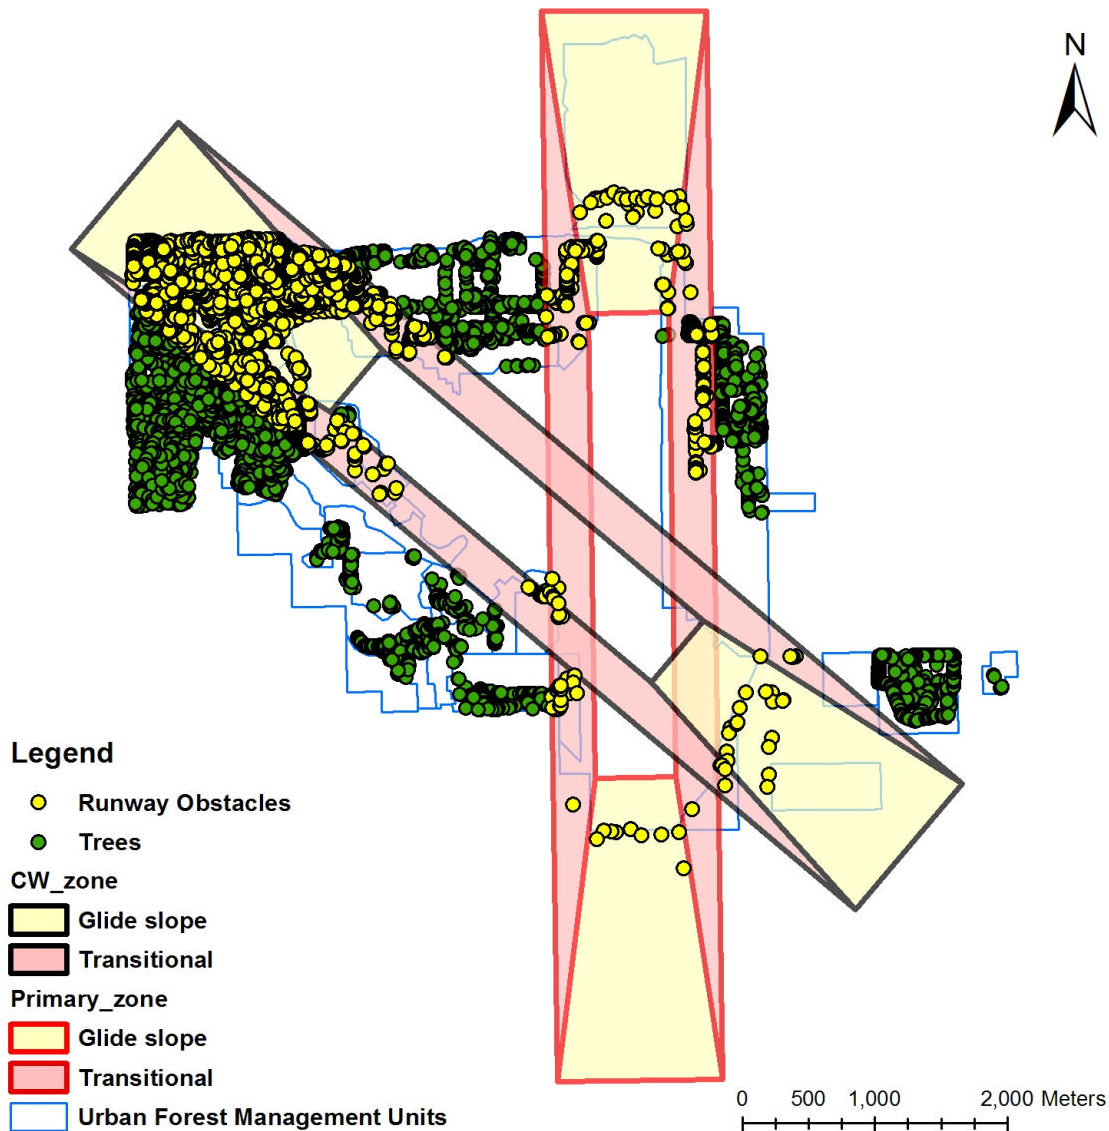 N
Legend
Runway Obstacles
Trees
CW_zone
Glide slope
Transitional
Primary_zone
Glide slope
Transitional
Urban Forest Management Units
0 500 1,000 2,000 Meters